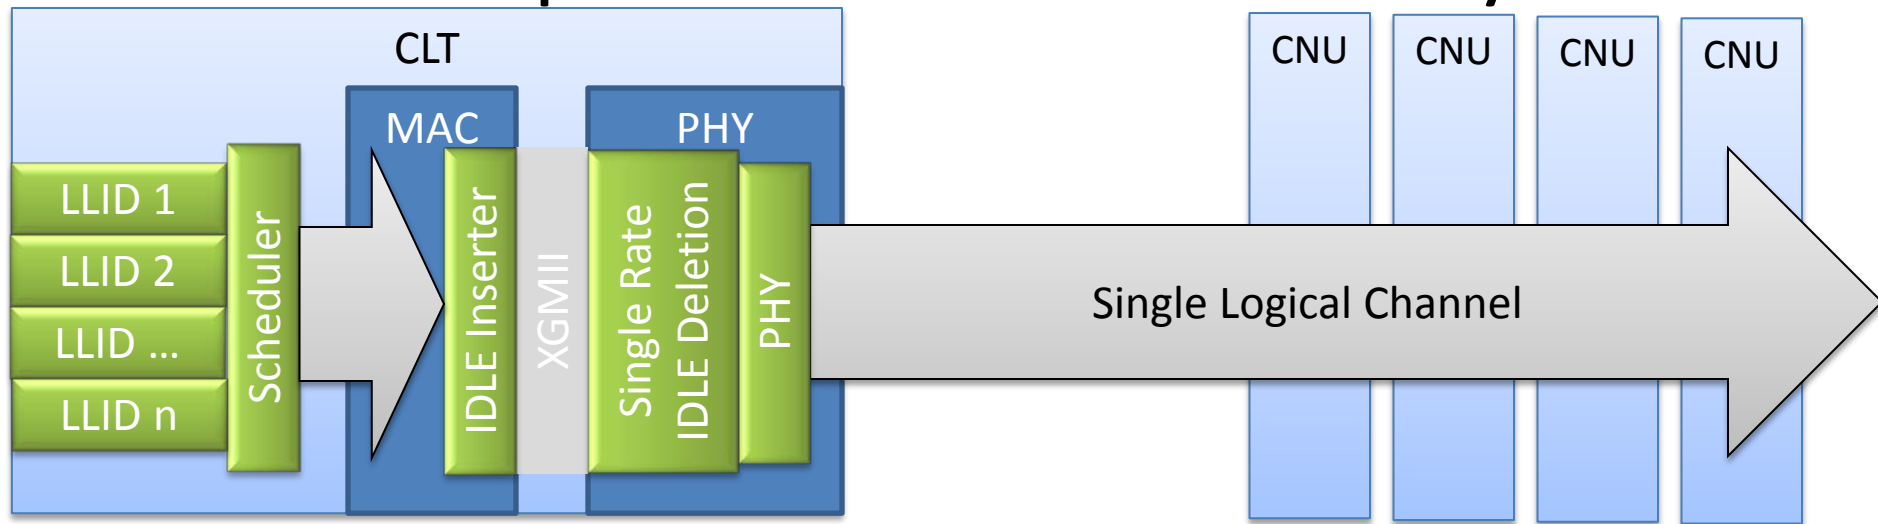 CLT
CNU
CNU
CNU
CNU
MAC
PHY
LLID 1
LLID 2
LLID ...
LLID n
Scheduler
IDLE Inserter
XGMII
Single Rate
IDLE Deletion
PHY
Single Logical Channel